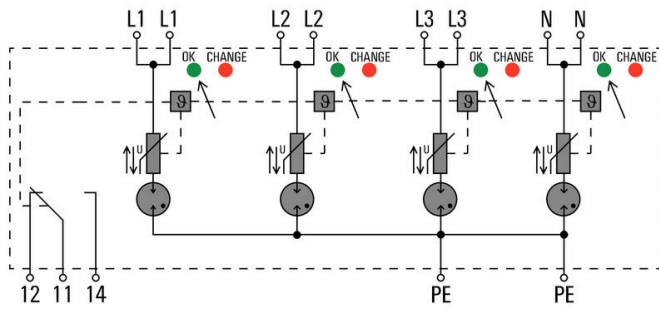 L1 L1 L2 L2 L3 L3 N N
OK CHANGE OK CHANGE OK CHANGE OK CHANGE
ϑ ϑ ϑ ϑ
U U U U
12 11 14 PE PE